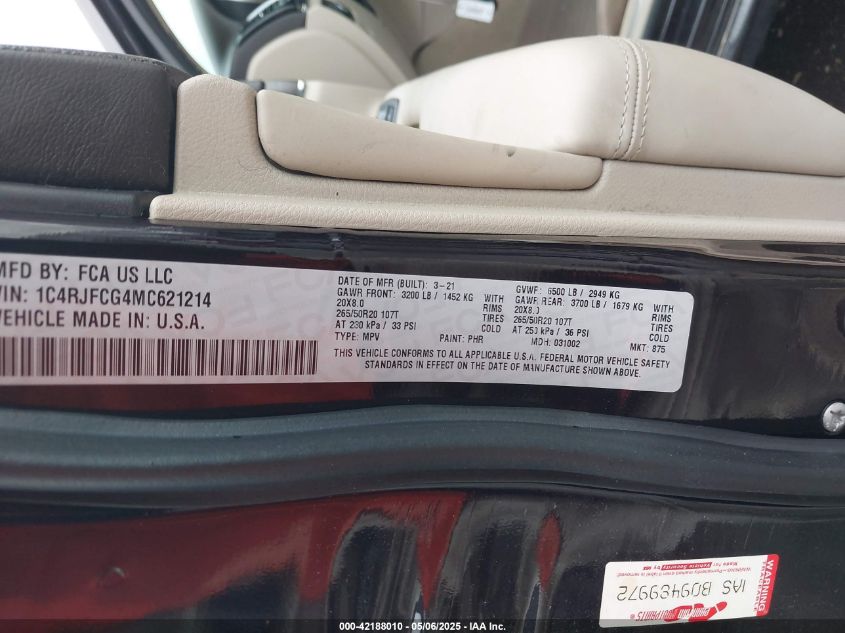 MFD BY: FCA US LLC
VIN: 1C4RJFCG4MC621214
VEHICLE MADE IN: U.S.A.
DATE OF MFR (BUILT): 3-21
GAWR FRONT: 3200 LB / 1452 KG WITH
20X8.0 RIMS
265/50R20 107T TIRES
AT 230 kPa / 33 PSI COLD
TYPE: MPV PAINT: PHR
GVWR: 6500 LB / 2949 KG
GAWR REAR: 3700 LB / 1679 KG WITH
20X8.0 RIMS
265/50R20 107T TIRES
AT 250 kPa / 36 PSI COLD
MDH: 031002 MKT: 875
THIS VEHICLE CONFORMS TO ALL APPLICABLE U.S.A. FEDERAL MOTOR VEHICLE SAFETY
STANDARDS IN EFFECT ON THE DATE OF MANUFACTURE SHOWN ABOVE.
WARNING
IAS B09489972
000-42188010 - 05/06/2025 - IAA Inc.